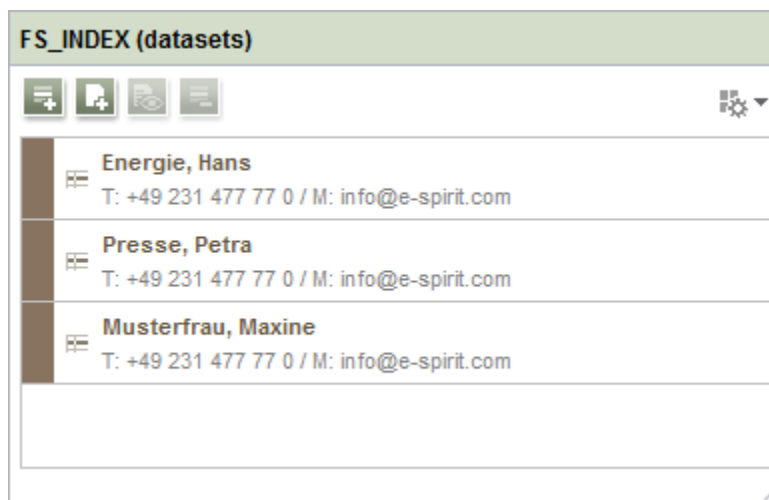 FS_INDEX (datasets)
Energie, Hans
T: +49 231 477 77 0 / M: info@e-spirit.com
Presse, Petra
T: +49 231 477 77 0 / M: info@e-spirit.com
Musterfrau, Maxine
T: +49 231 477 77 0 / M: info@e-spirit.com